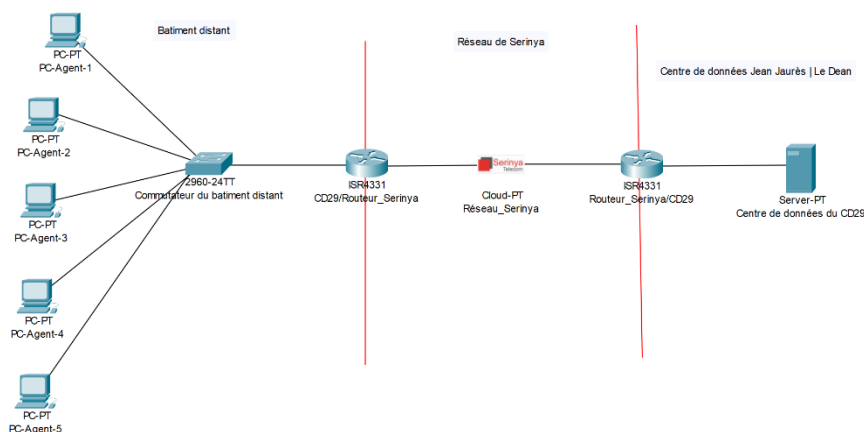 Batiment distant
Réseau de Serinya
Centre de données Jean Jaurès | Le Dean
PC-PT
PC-Agent-1
PC-PT
PC-Agent-2
PC-PT
PC-Agent-3
PC-PT
PC-Agent-4
PC-PT
PC-Agent-5
2960-24TT
Commutateur du batiment distant
ISR4331
CD29/Routeur_Serinya
Serinya
Telecom
Cloud-PT
Réseau_Serinya
ISR4331
Routeur_Serinya/CD29
Server-PT
Centre de données du CD29